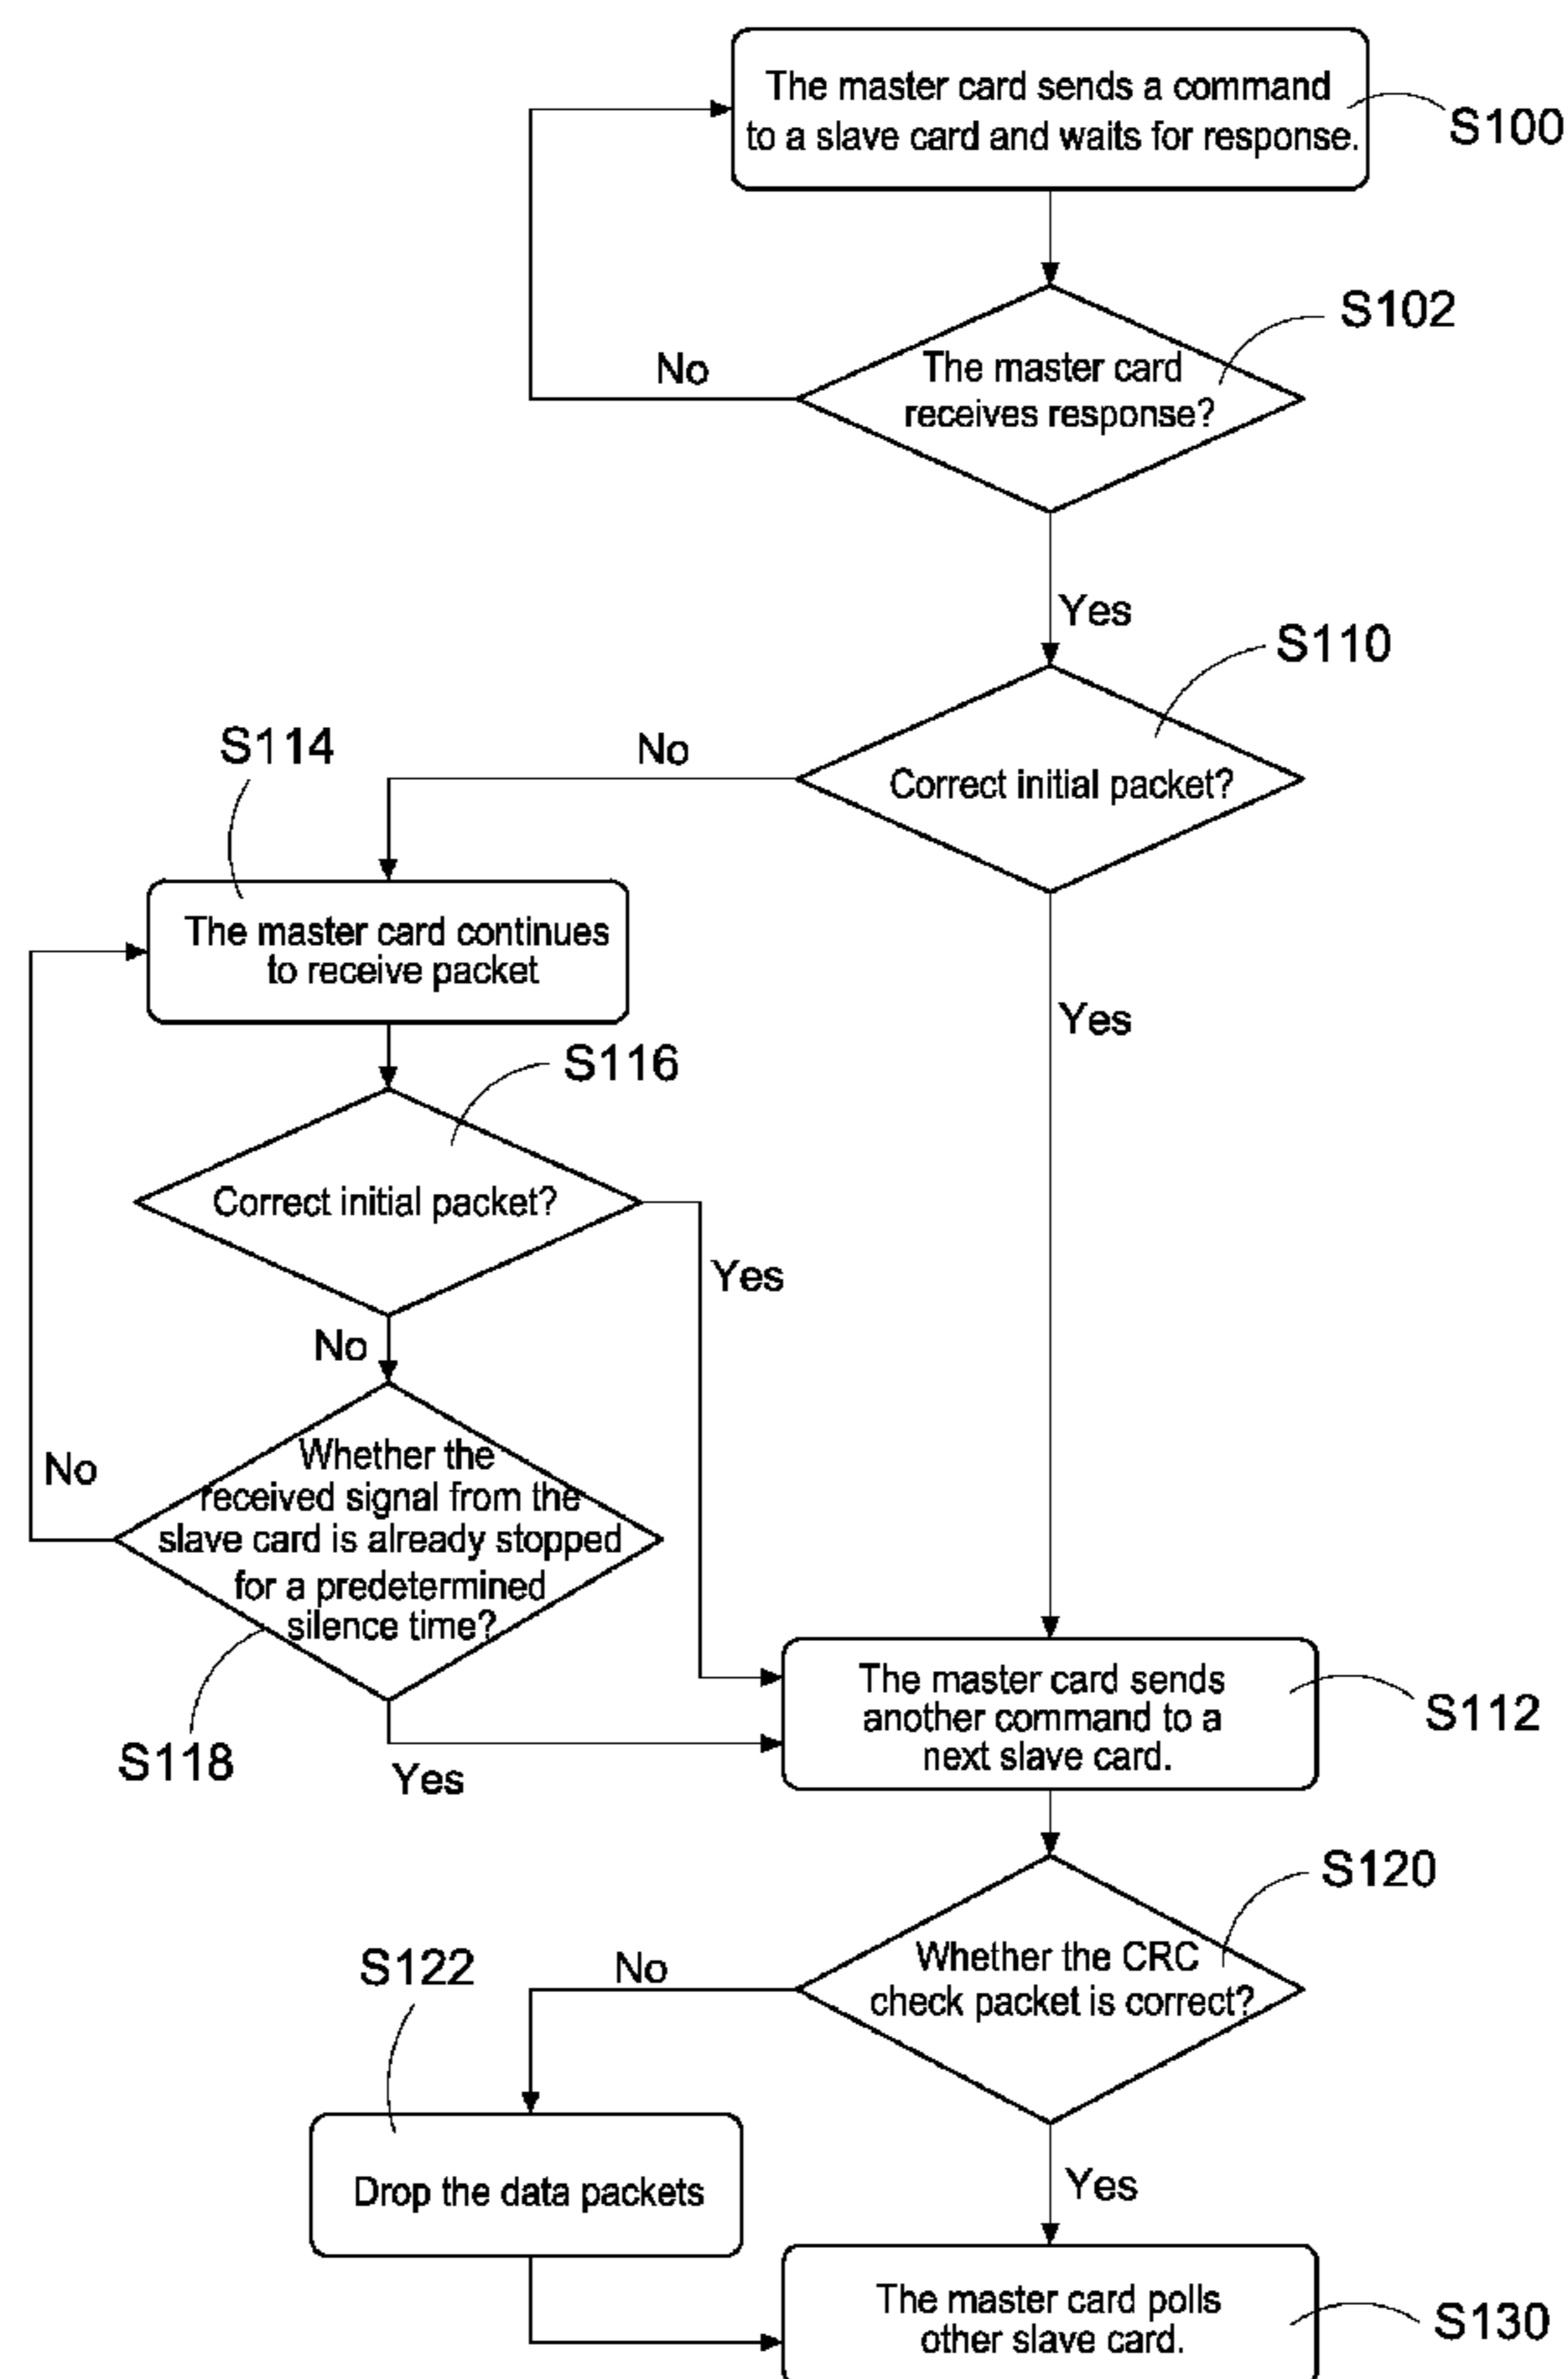 The master card sends a command
to a slave card and waits for response.
S100
S102
The master card
receives response?
No
Yes
S110
Correct initial packet?
No
S114
The master card continues
to receive packet
Yes
S116
Correct initial packet?
Yes
No
Whether the
received signal from the
slave card is already stopped
for a predetermined
silence time?
No
S118
Yes
The master card sends
another command to a
next slave card.
S112
S120
Whether the CRC
check packet is correct?
No
S122
Drop the data packets
Yes
The master card polls
other slave card.
S130